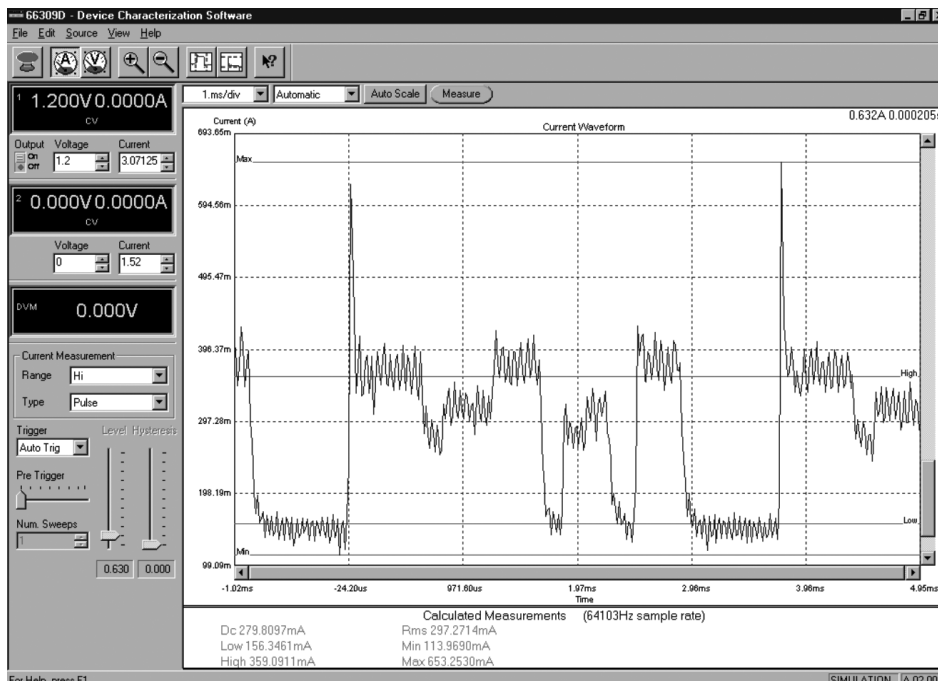 66309D - Device Characterization Software
File Edit Source View Help
1 1.200V 0.0000A
CV
Output Voltage Current
On
Off
1.2 3.07125
2 0.000V 0.0000A
CV
Voltage Current
0 1.52
DVM 0.000V
Current Measurement
Range Hi
Type Pulse
Trigger Level Hysteresis
Auto Trig
Pre Trigger
Num. Sweeps
1
0.630 0.000
1.ms/div Automatic Auto Scale Measure
0.632A 0.000205s
Current (A)
Current Waveform
693.65m
Max
594.56m
495.47m
396.37m
High
297.28m
198.19m
Low
Min
99.09m
-1.02ms -24.20us 971.60us 1.97ms 2.96ms 3.96ms 4.95ms
Time
Calculated Measurements (64103Hz sample rate)
Dc 279.8097mA Rms 297.2714mA
Low 156.3461mA Min 113.9690mA
High 359.0911mA Max 653.2530mA
For Help, press F1
SIMULATION A.02.00